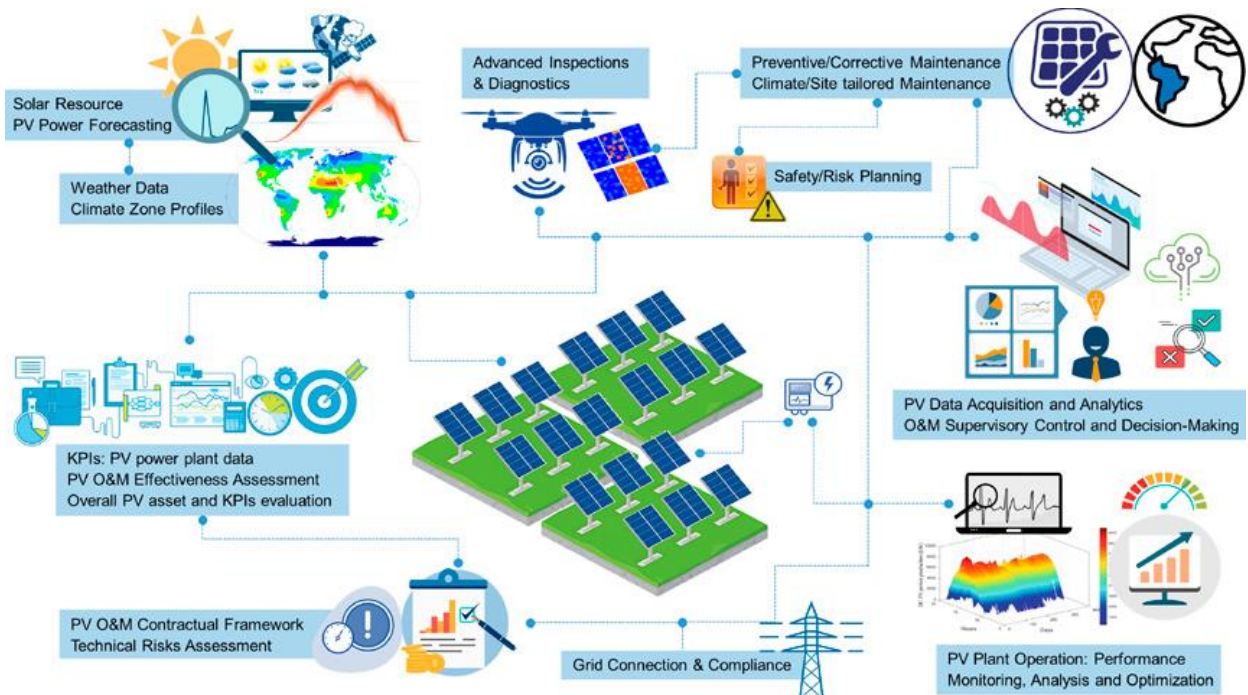 Solar Resource
PV Power Forecasting
Weather Data
Climate Zone Profiles
Advanced Inspections
& Diagnostics
Preventive/Corrective Maintenance
Climate/Site tailored Maintenance
Safety/Risk Planning
PV Data Acquisition and Analytics
O&M Supervisory Control and Decision-Making
KPIs: PV power plant data
PV O&M Effectiveness Assessment
Overall PV asset and KPIs evaluation
PV O&M Contractual Framework
Technical Risks Assessment
Grid Connection & Compliance
Hours
Days
PV Plant Operation: Performance
Monitoring, Analysis and Optimization